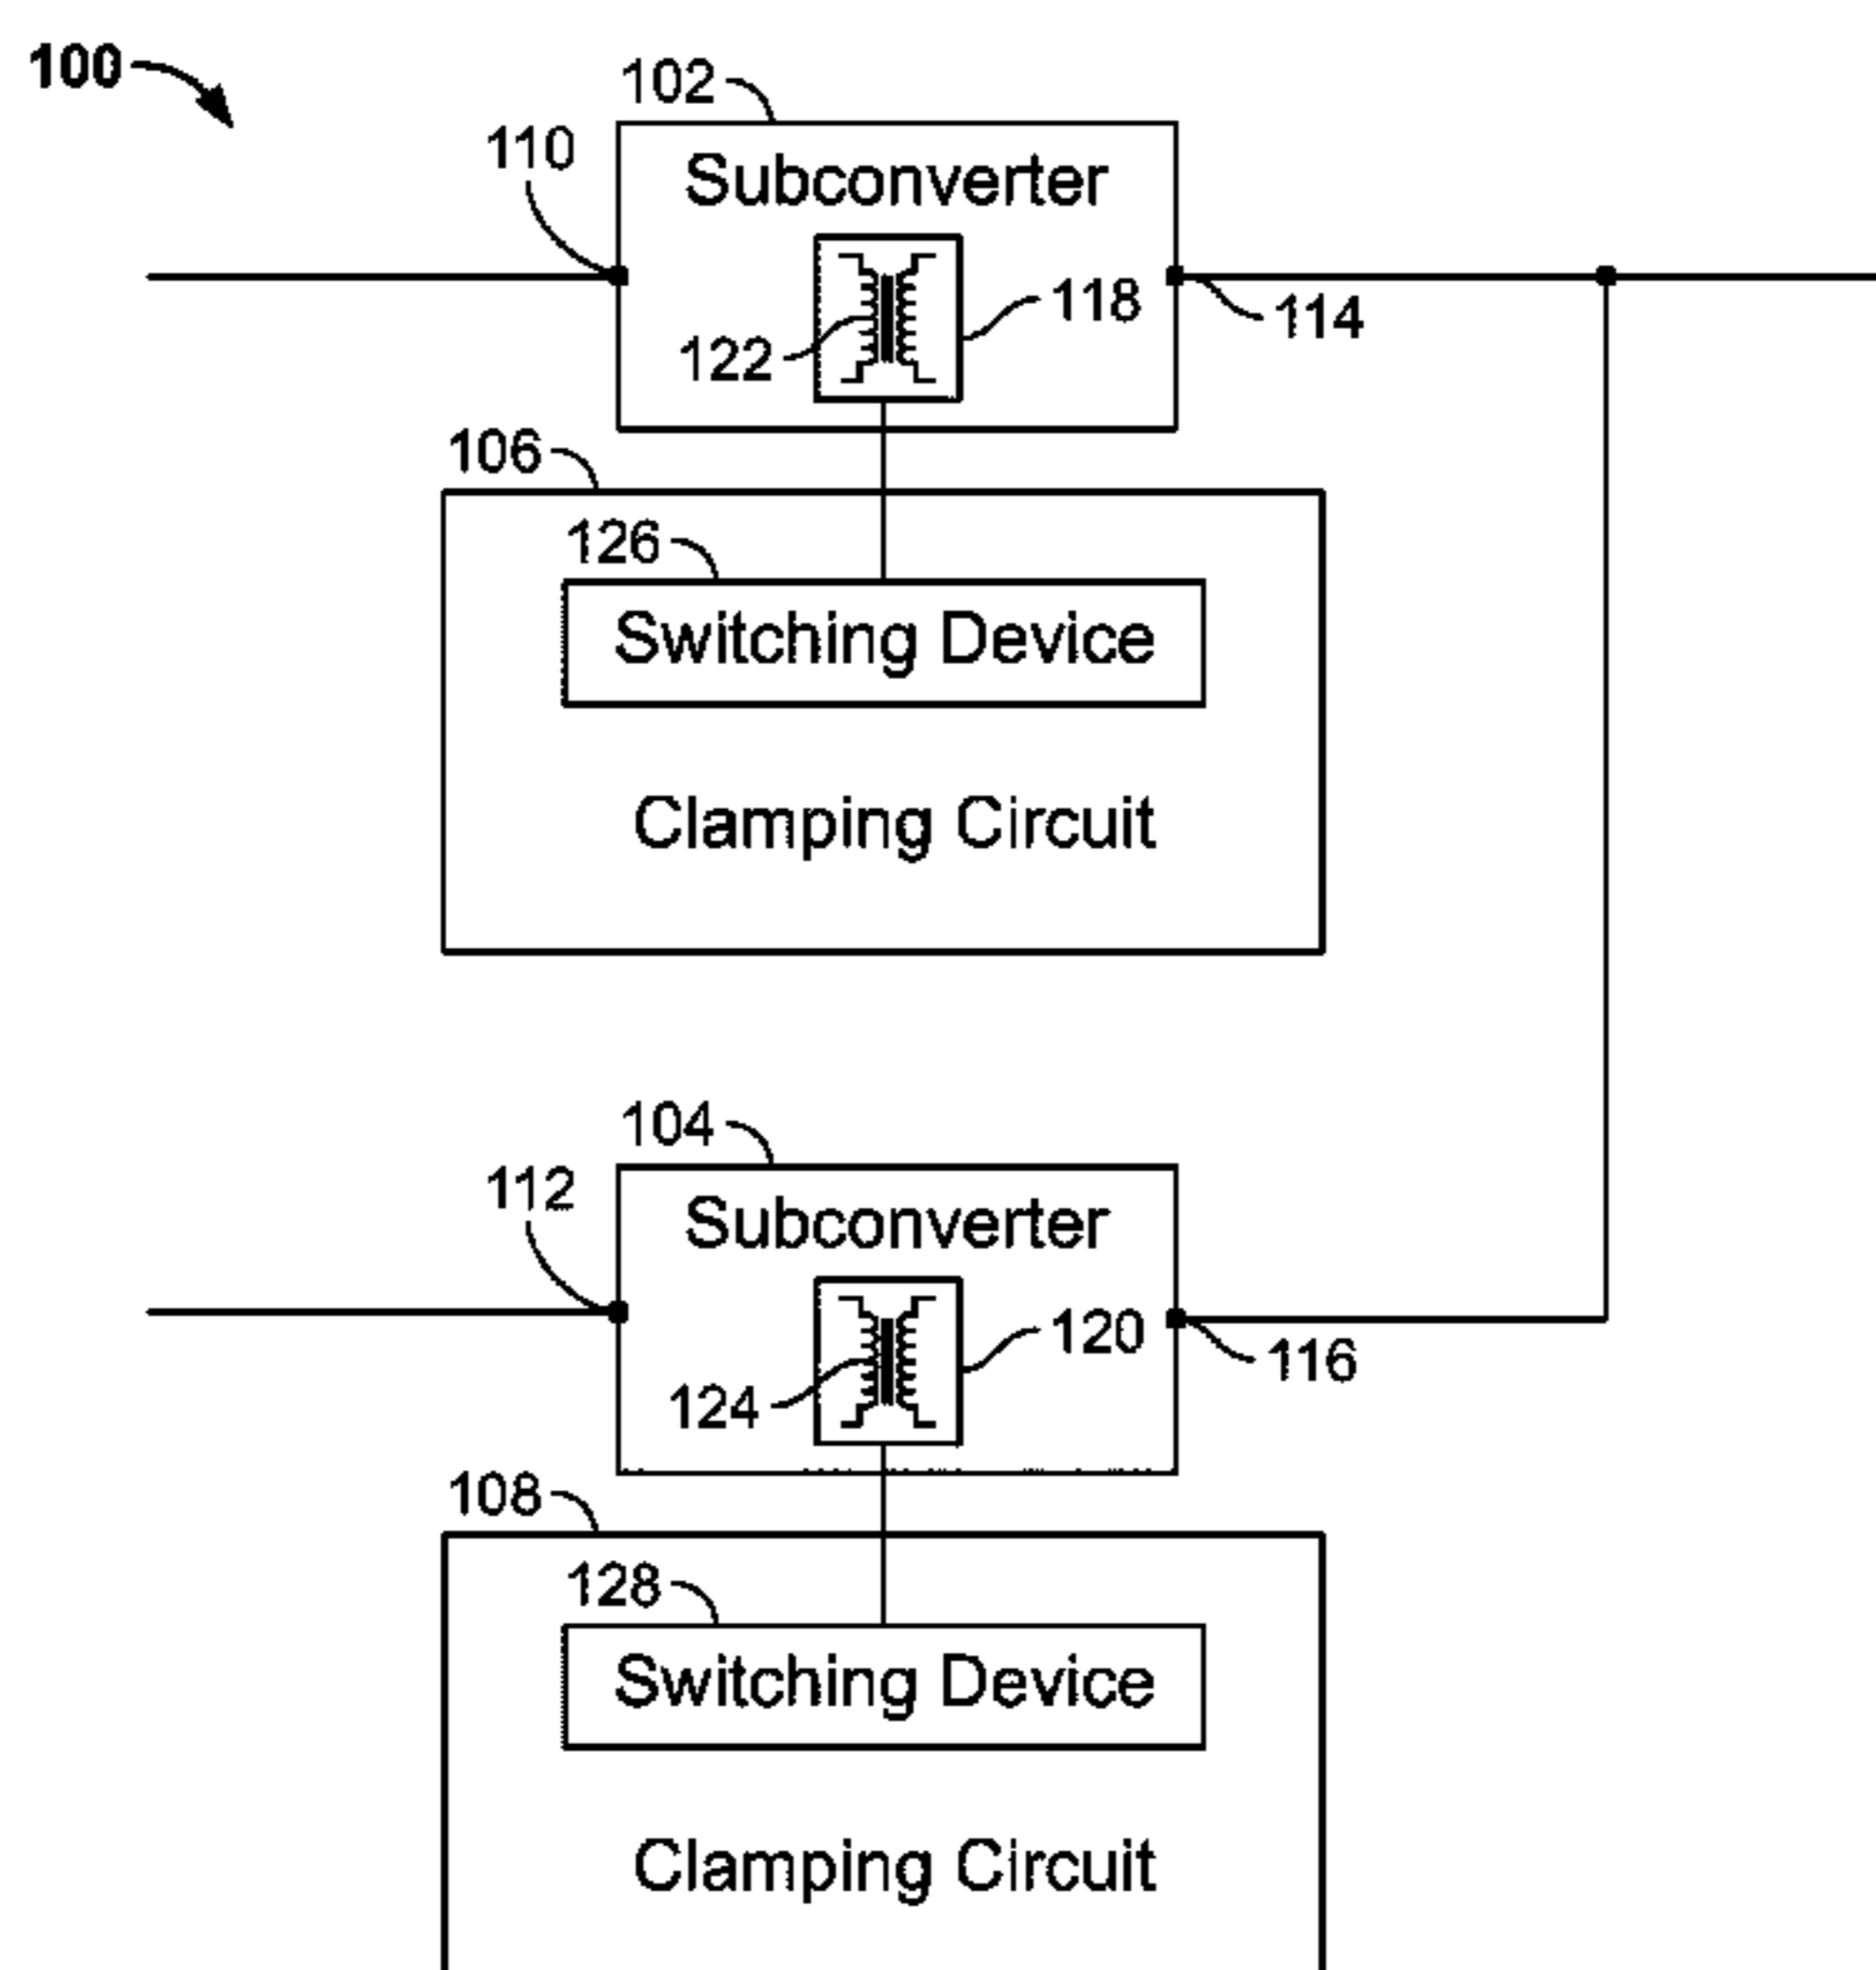 100
102
110
Subconverter
118
114
122
106
126
Switching Device
Clamping Circuit
104
112
Subconverter
120
116
124
108
128
Switching Device
Clamping Circuit